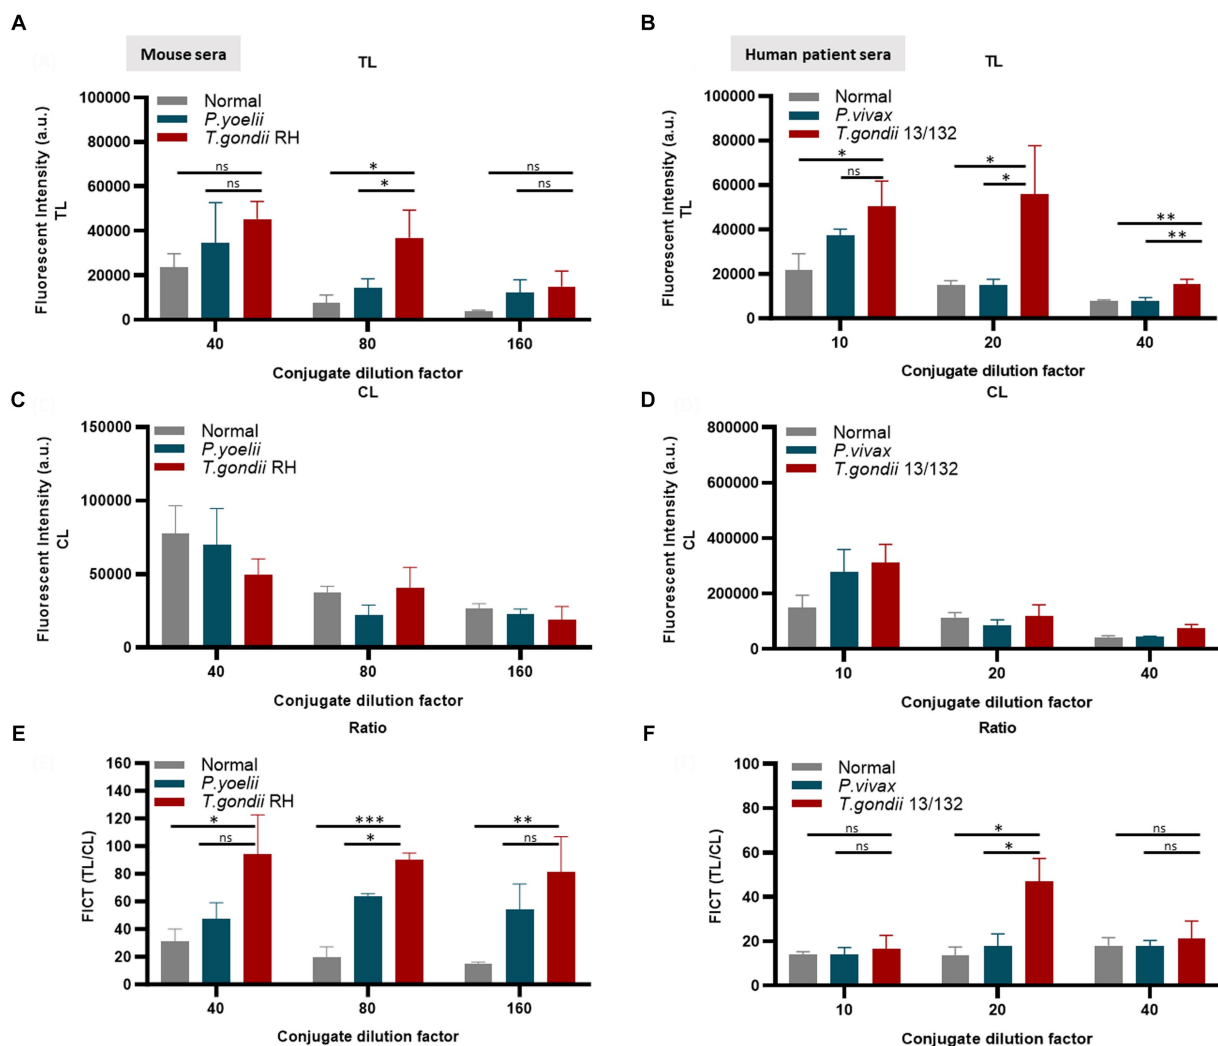 A
Mouse sera
TL
Normal
P.yoelii
T.gondii RH
Fluorescent Intensity (a.u.)
TL
100000
80000
60000
40000
20000
0
ns
ns
*
*
ns
ns
40
80
160
Conjugate dilution factor
B
Human patient sera
TL
Normal
P.vivax
T.gondii 13/132
Fluorescent Intensity (a.u.)
TL
100000
80000
60000
40000
20000
0
*
ns
*
*
**
**
10
20
40
Conjugate dilution factor
C
CL
Normal
P.yoelii
T.gondii RH
Fluorescent Intensity (a.u.)
CL
150000
100000
50000
0
40
80
160
Conjugate dilution factor
D
CL
Normal
P.vivax
T.gondii 13/132
Fluorescent Intensity (a.u.)
CL
800000
600000
400000
200000
0
10
20
40
Conjugate dilution factor
E
Ratio
Normal
P.yoelii
T.gondii RH
FICT (TL/CL)
160
140
120
100
80
60
40
20
0
*
ns
***
*
**
ns
40
80
160
Conjugate dilution factor
F
Ratio
Normal
P.vivax
T.gondii 13/132
FICT (TL/CL)
100
80
60
40
20
0
ns
ns
*
*
ns
ns
10
20
40
Conjugate dilution factor